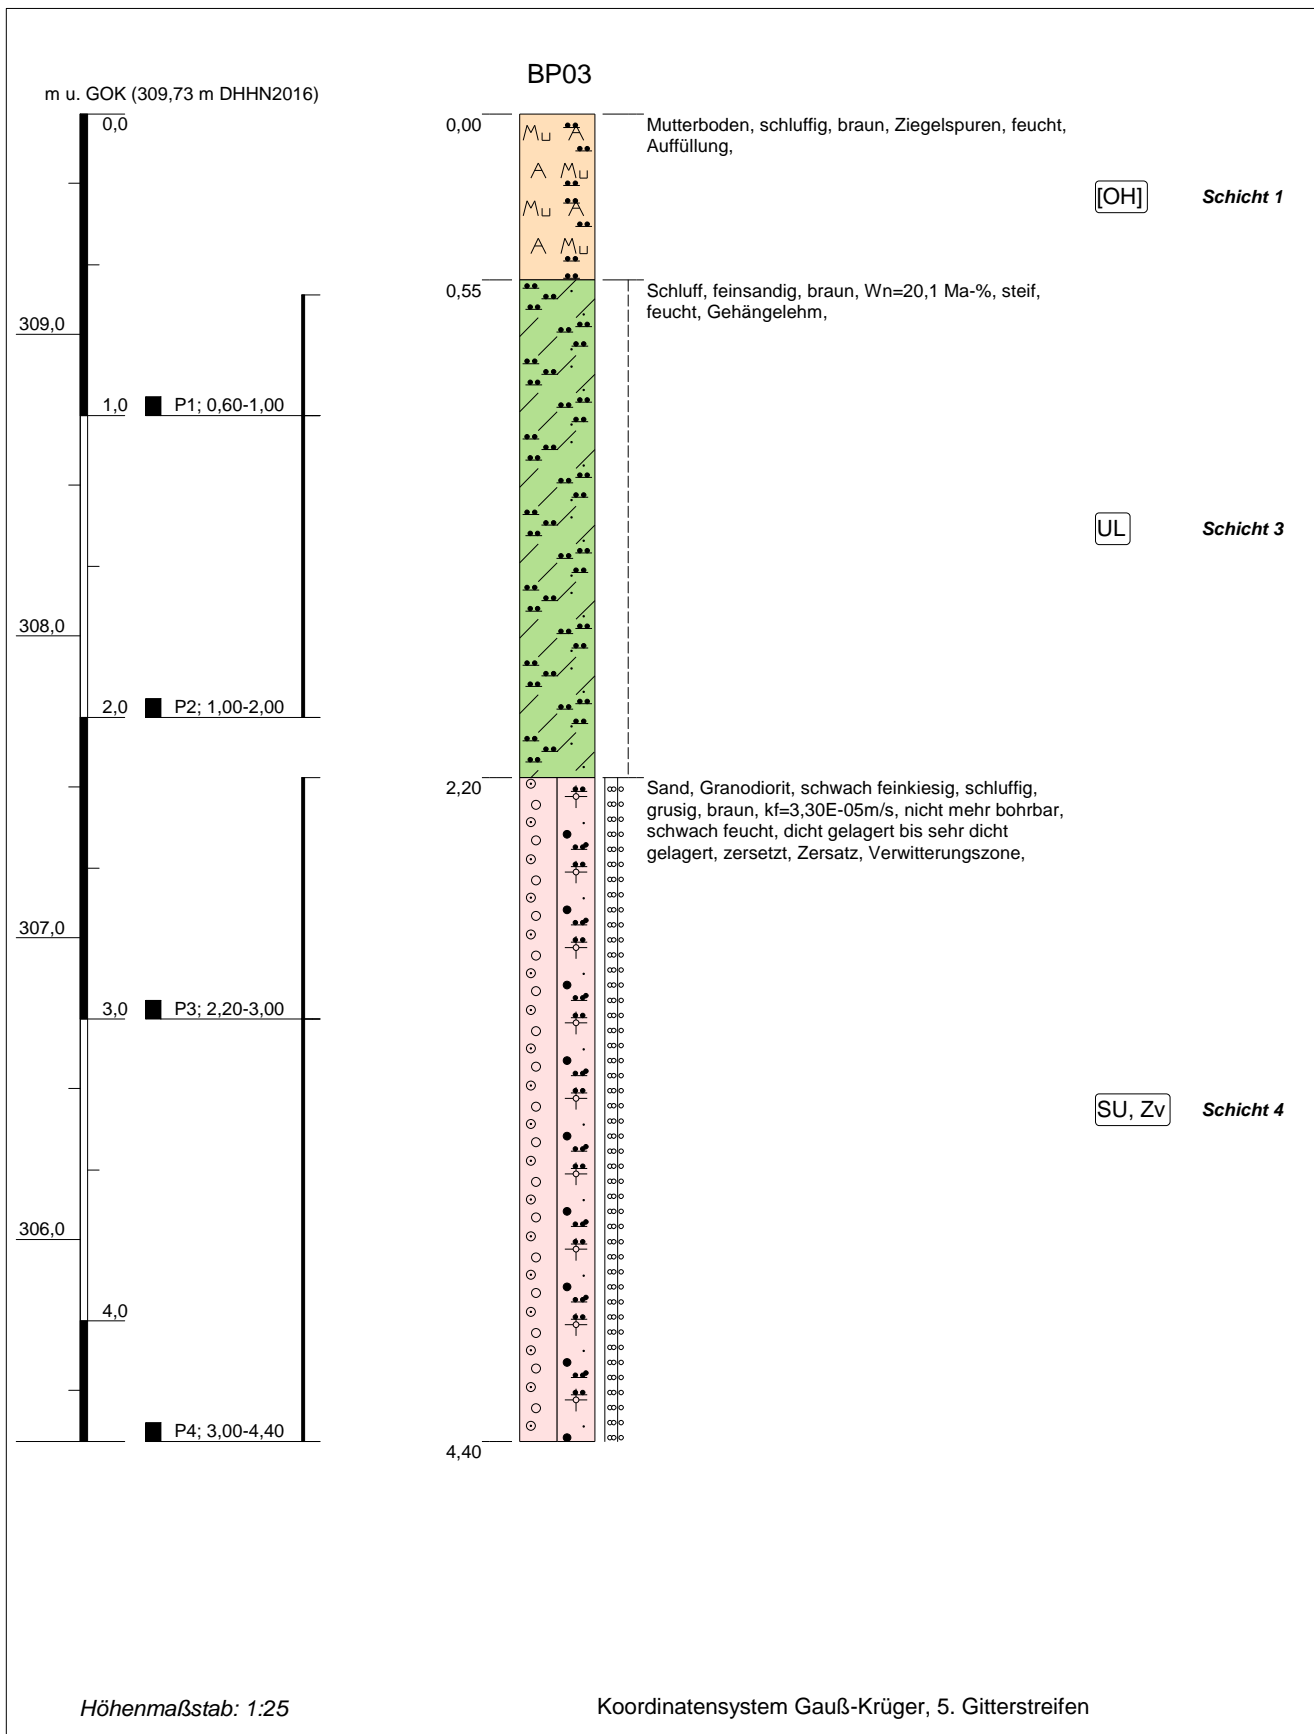 BP03
m u. GOK (309,73 m DHHN2016)
0,0
0,00
Mutterboden, schluffig, braun, Ziegelspuren, feucht,
Auffüllung,
Mu A
A Mu
Mu A
A Mu
[OH]
Schicht 1
0,55
Schluff, feinsandig, braun, Wn=20,1 Ma-%, steif,
feucht, Gehängelehm,
309,0
1,0
P1; 0,60-1,00
UL
Schicht 3
308,0
2,0
P2; 1,00-2,00
2,20
Sand, Granodiorit, schwach feinkiesig, schluffig,
grusig, braun, kf=3,30E-05m/s, nicht mehr bohrbar,
schwach feucht, dicht gelagert bis sehr dicht
gelagert, zersetzt, Zersatz, Verwitterungszone,
307,0
3,0
P3; 2,20-3,00
SU, Zv
Schicht 4
306,0
4,0
P4; 3,00-4,40
4,40
Höhenmaßstab: 1:25
Koordinatensystem Gauß-Krüger, 5. Gitterstreifen